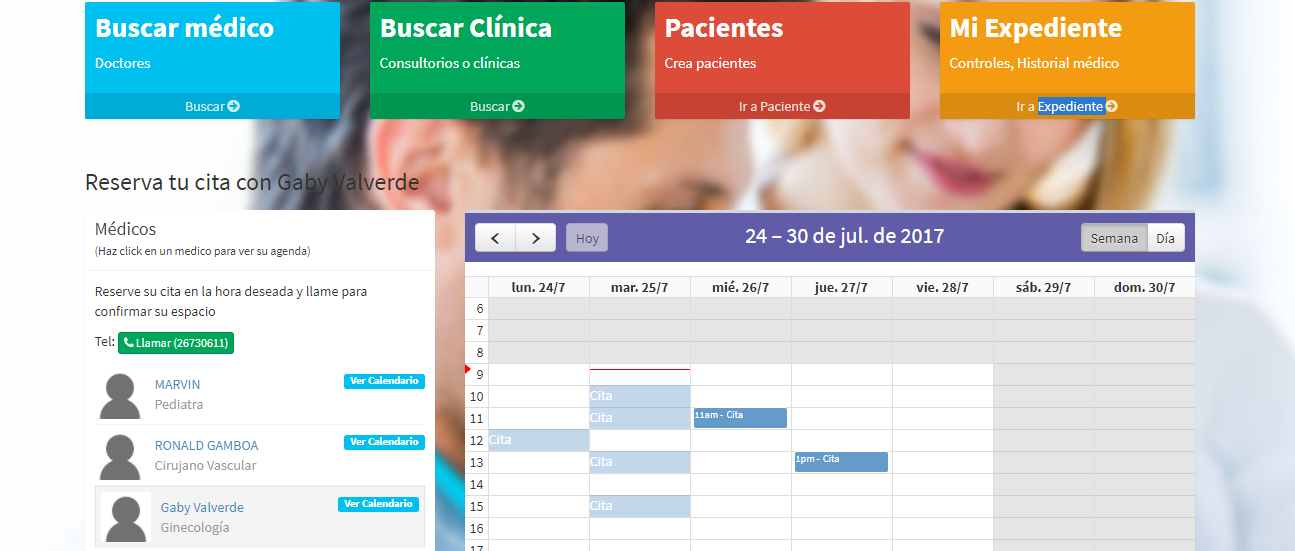 Buscar médico
Doctores
Buscar
Buscar Clínica
Consultorios o clínicas
Buscar
Pacientes
Crea pacientes
Ir a Paciente
Mi Expediente
Controles, Historial médico
Ir a Expediente
Reserva tu cita con Gaby Valverde
Médicos
(Haz click en un medico para ver su agenda)
Reserve su cita en la hora deseada y llame para
confirmar su espacio
Tel: Llamar (26730611)
MARVIN
Ver Calendario
Pediatra
RONALD GAMBOA
Ver Calendario
Cirujano Vascular
Gaby Valverde
Ver Calendario
Ginecología
Hoy
24 – 30 de jul. de 2017
Semana Día
lun. 24/7 mar. 25/7 mié. 26/7 jue. 27/7 vie. 28/7 sáb. 29/7 dom. 30/7
6
7
8
9
10 Cita
11 Cita 11am - Cita
12 Cita
13 Cita 1pm - Cita
14
15 Cita
16
17